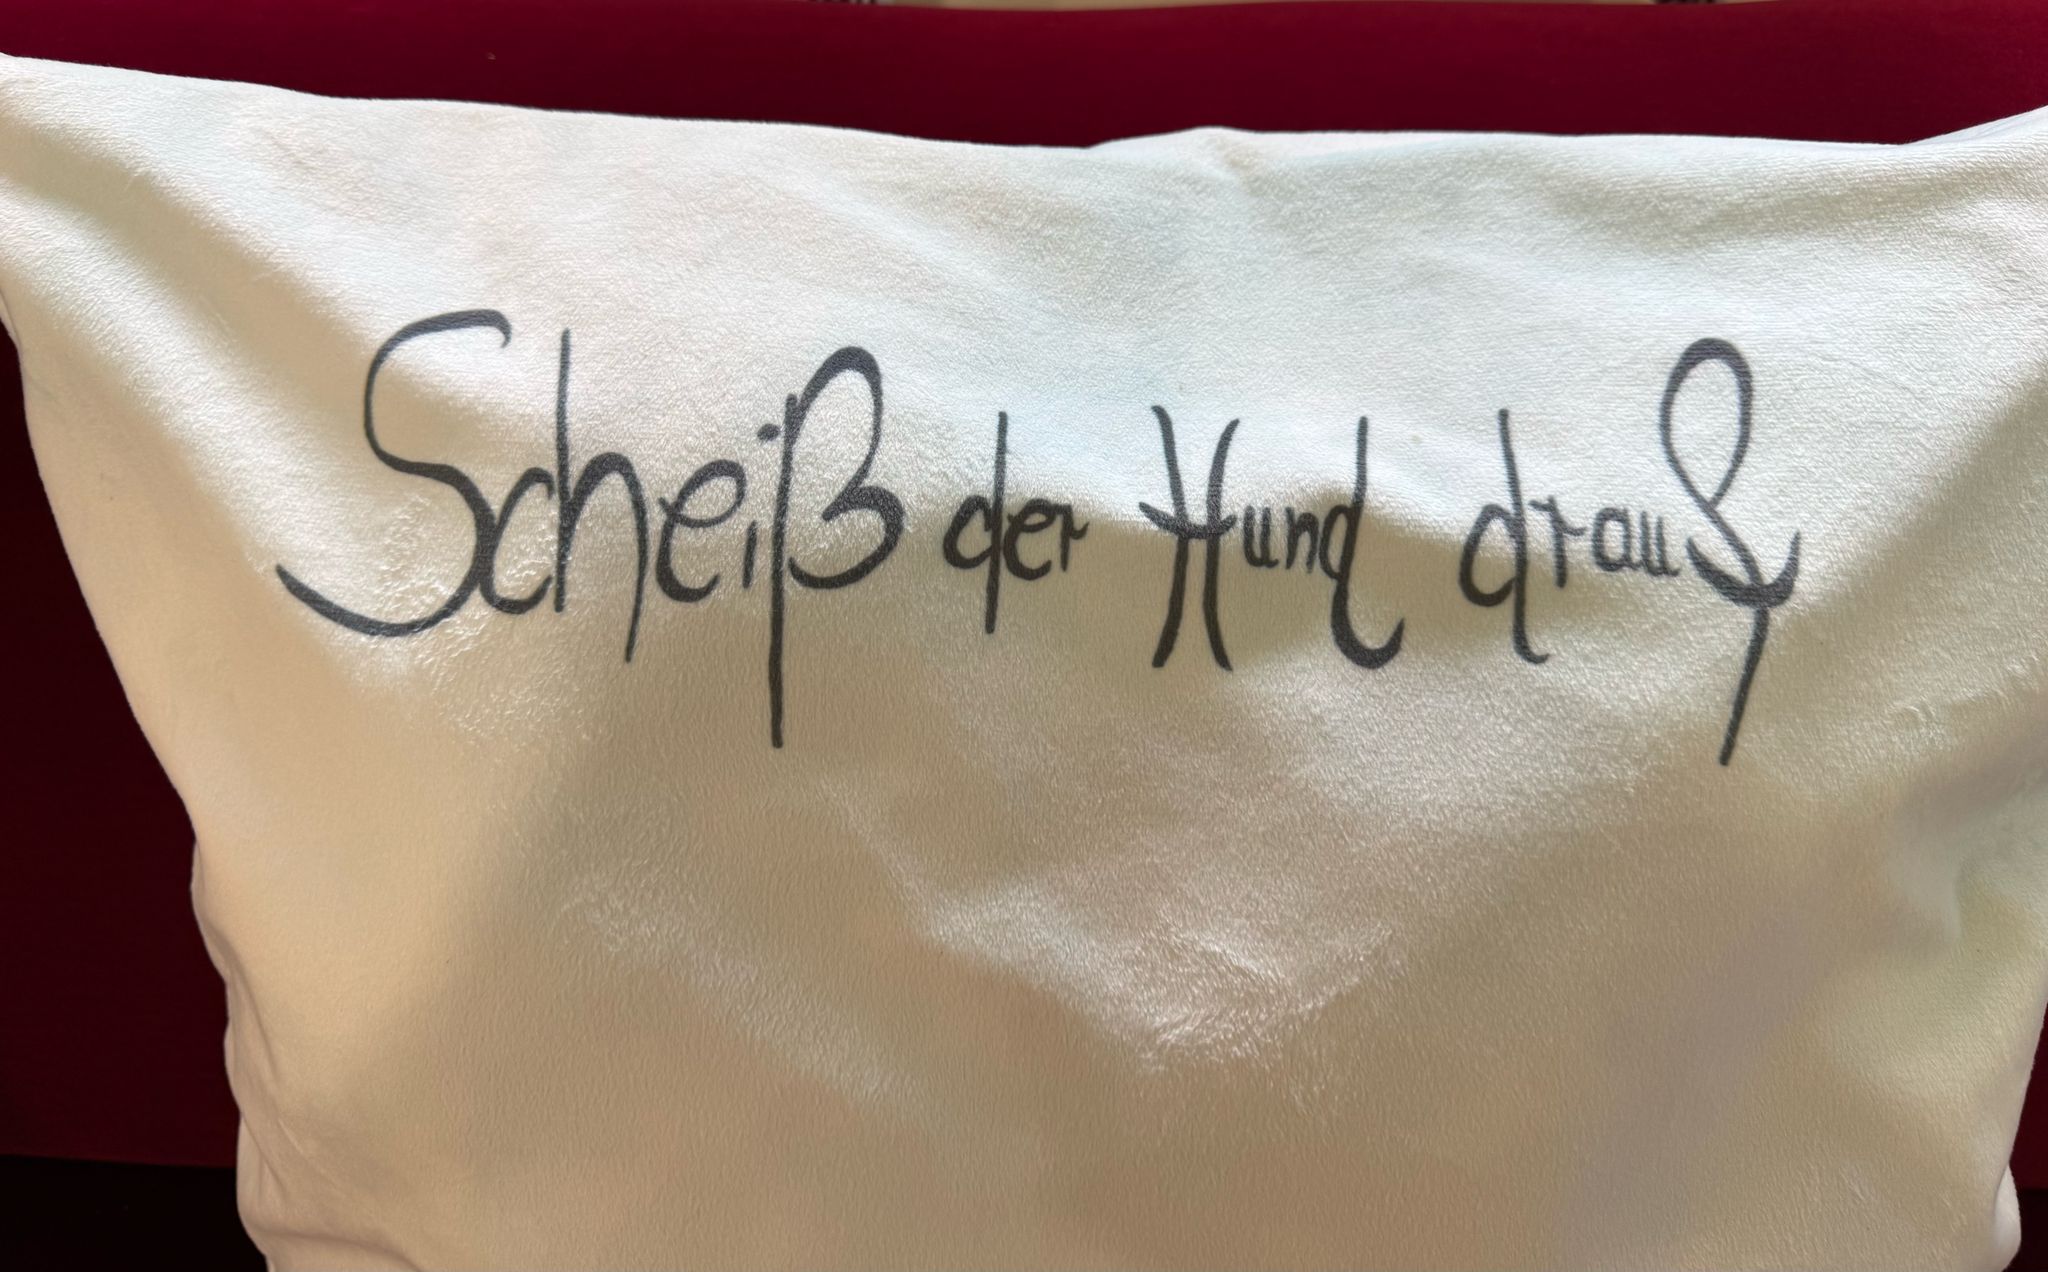 Scheiß der Hund drauf